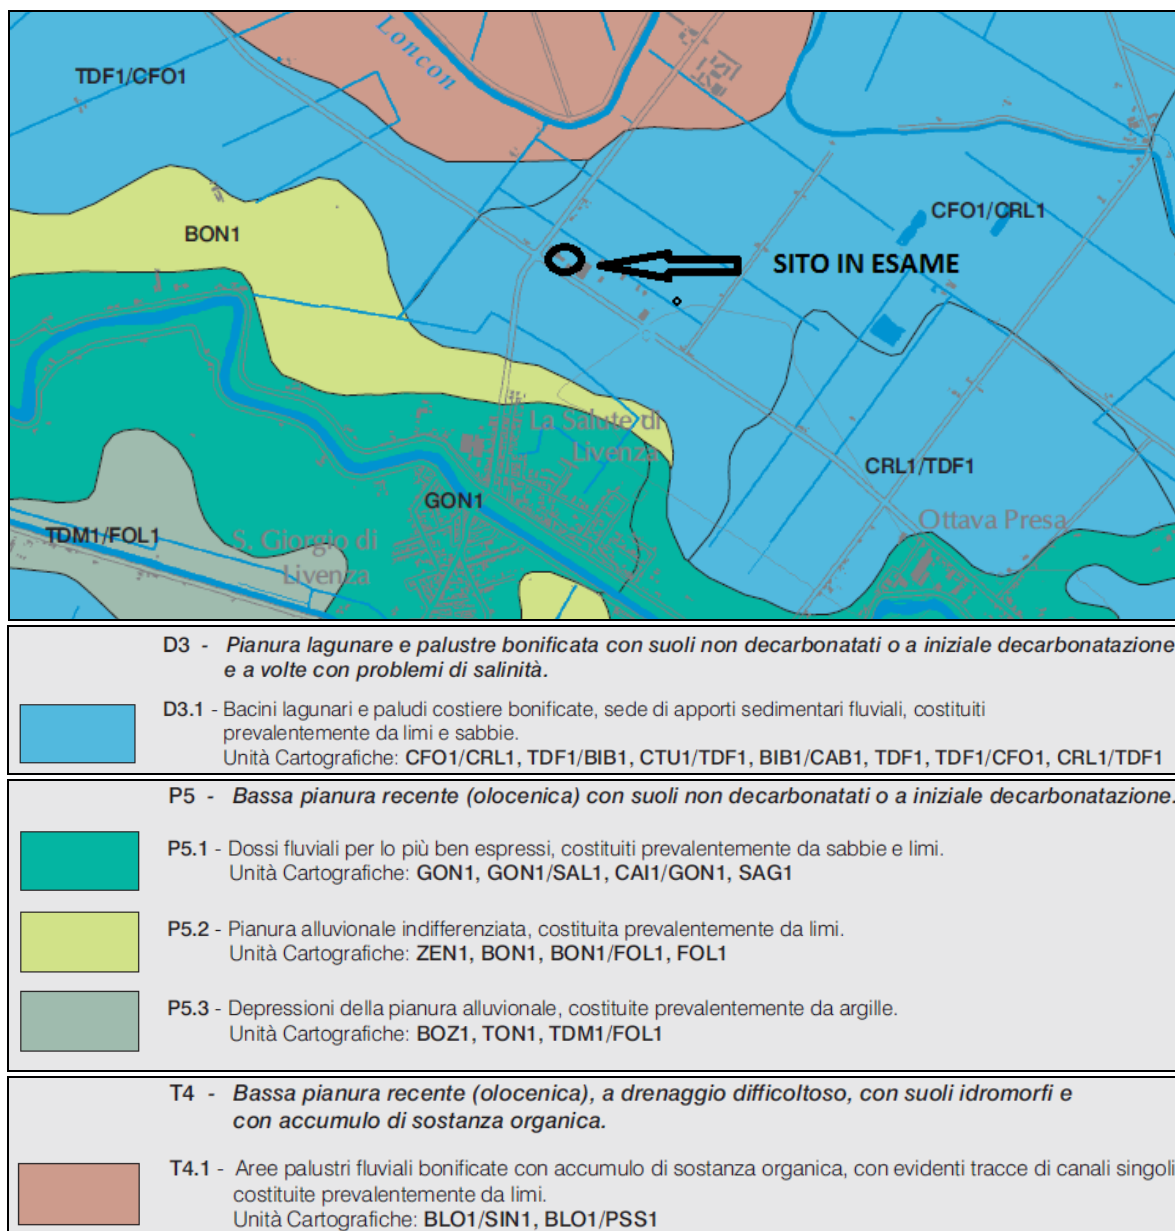 Loncon
TDF1/CFO1
CFO1/CRL1
BON1
SITO IN ESAME
La Salute di
Livenza
CRL1/TDF1
GON1
Ottava Presa
TDM1/FOL1
S. Giorgio di
Livenza
D3 - Pianura lagunare e palustre bonificata con suoli non decarbonatati o a iniziale decarbonatazione
e a volte con problemi di salinità.
D3.1 - Bacini lagunari e paludi costiere bonificate, sede di apporti sedimentari fluviali, costituiti
prevalentemente da limi e sabbie.
Unità Cartografiche: CFO1/CRL1, TDF1/BIB1, CTU1/TDF1, BIB1/CAB1, TDF1, TDF1/CFO1, CRL1/TDF1
P5 - Bassa pianura recente (olocenica) con suoli non decarbonatati o a iniziale decarbonatazione.
P5.1 - Dossi fluviali per lo più ben espressi, costituiti prevalentemente da sabbie e limi.
Unità Cartografiche: GON1, GON1/SAL1, CAI1/GON1, SAG1
P5.2 - Pianura alluvionale indifferenziata, costituita prevalentemente da limi.
Unità Cartografiche: ZEN1, BON1, BON1/FOL1, FOL1
P5.3 - Depressioni della pianura alluvionale, costituite prevalentemente da argille.
Unità Cartografiche: BOZ1, TON1, TDM1/FOL1
T4 - Bassa pianura recente (olocenica), a drenaggio difficoltoso, con suoli idromorfi e
con accumulo di sostanza organica.
T4.1 - Aree palustri fluviali bonificate con accumulo di sostanza organica, con evidenti tracce di canali singoli
costituite prevalentemente da limi.
Unità Cartografiche: BLO1/SIN1, BLO1/PSS1